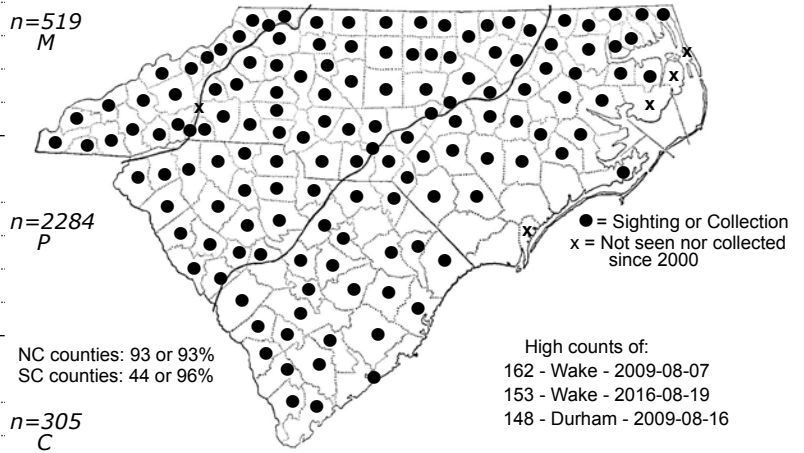 n=519
M
n=2284
P
n=305
C
x
x
x
x
x
● = Sighting or Collection
x = Not seen nor collected
since 2000
NC counties: 93 or 93%
SC counties: 44 or 96%
High counts of:
162 - Wake - 2009-08-07
153 - Wake - 2016-08-19
148 - Durham - 2009-08-16